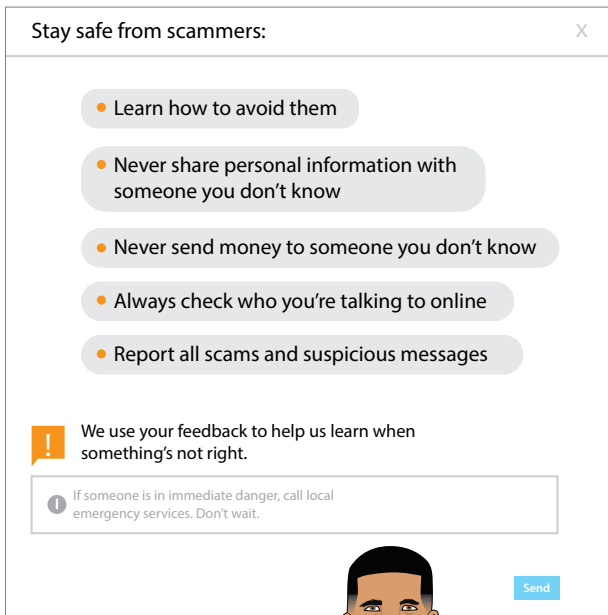 Stay safe from scammers:
X
• Learn how to avoid them
• Never share personal information with
someone you don’t know
• Never send money to someone you don’t know
• Always check who you’re talking to online
• Report all scams and suspicious messages
!
We use your feedback to help us learn when
something’s not right.
If someone is in immediate danger, call local
emergency services. Don’t wait.
Send